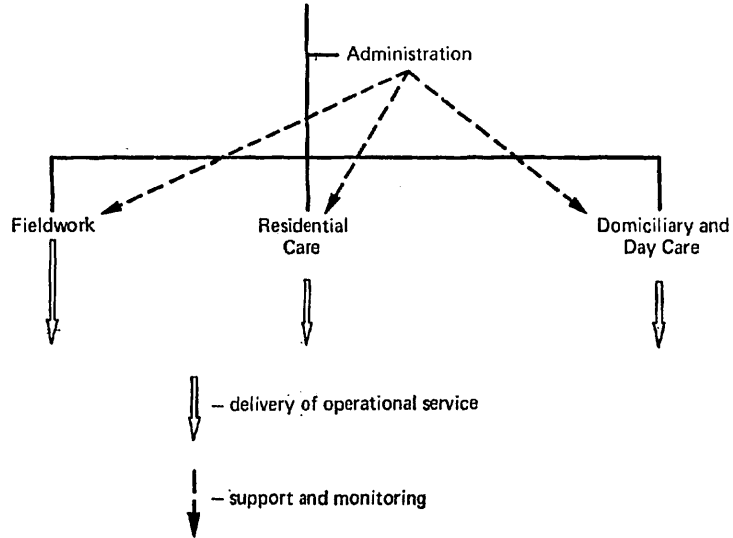 Administration
Fieldwork
Residential
Care
Domiciliary and
Day Care
– delivery of operational service
– support and monitoring